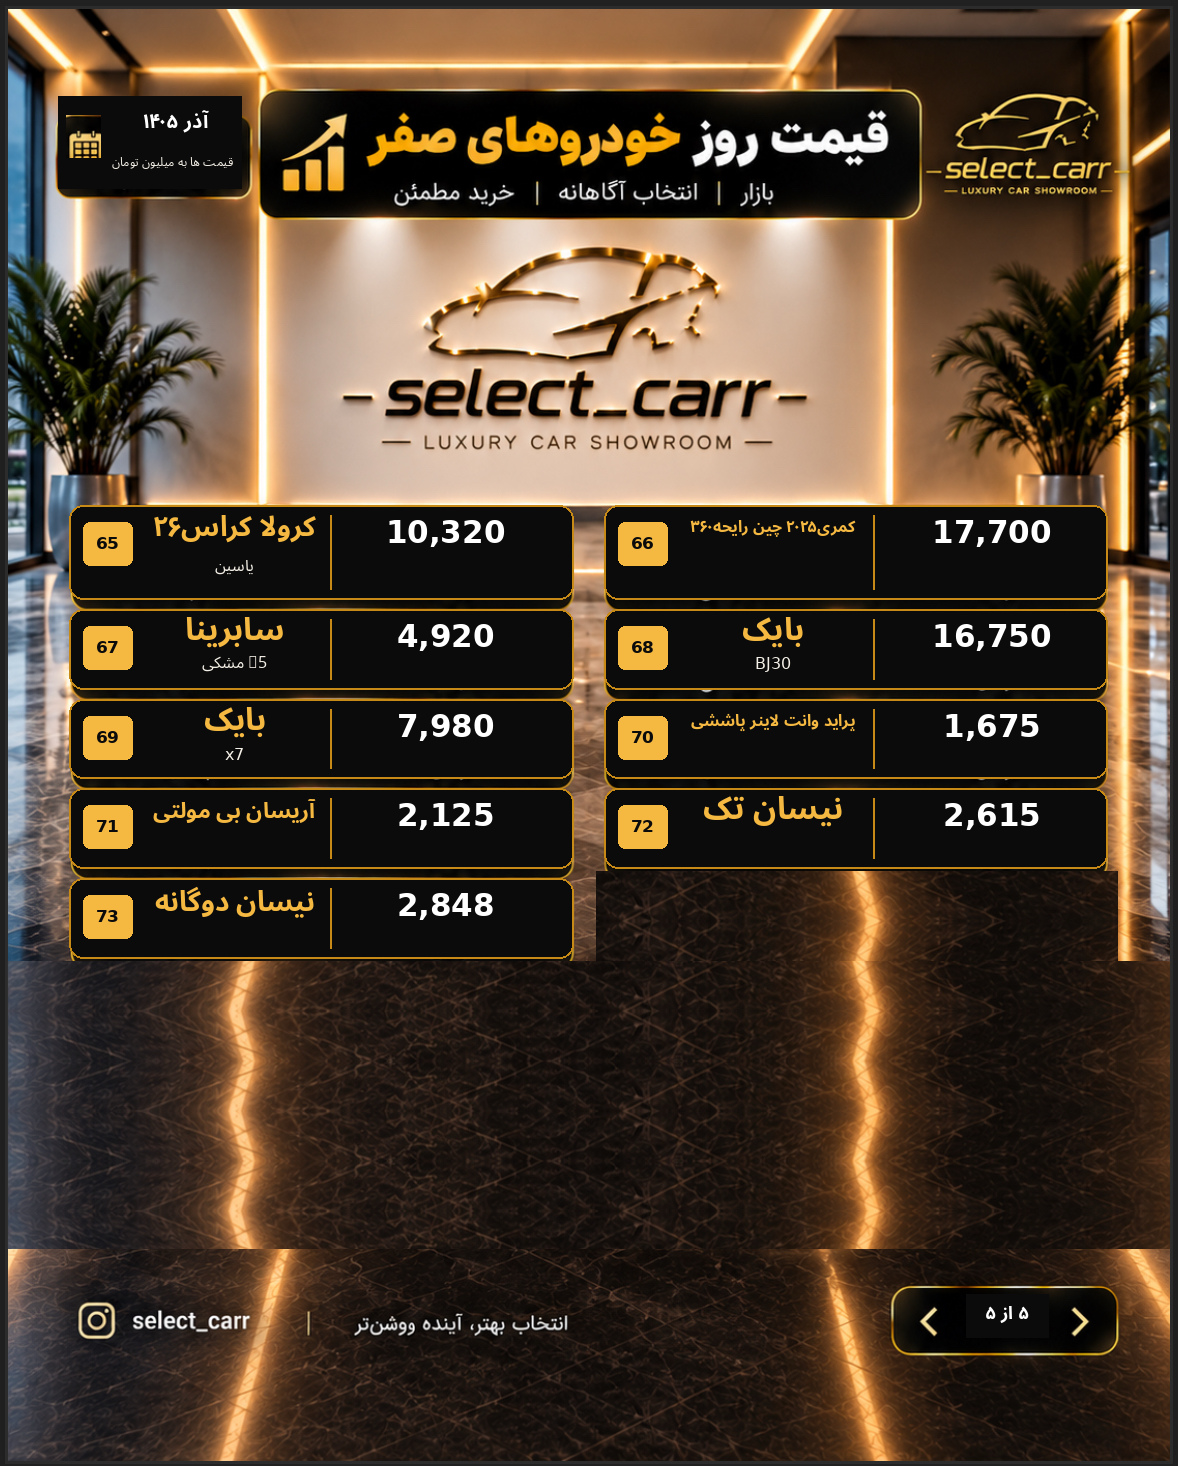 آذر ۱۴۰۵
قیمت ها به میلیون تومان
قیمت روز خودروهای صفر
بازار | انتخاب آگاهانه | خرید مطمئن
select_carr
LUXURY CAR SHOWROOM
select_carr
LUXURY CAR SHOWROOM
65 کرولا کراس۲۶ 10,320
یاسین
66 کمری۲۰۲۵ چین رایحه۳۶۰ 17,700
67 سابرینا 4,920
5 مشکی
68 بایک 16,750
BJ30
69 بایک 7,980
x7
70 پراید وانت لاینر پاششی 1,675
71 آریسان بی مولتی 2,125
72 نیسان تک 2,615
73 نیسان دوگانه 2,848
select_carr | انتخاب بهتر، آینده ووشن‌تر
۵ از ۵